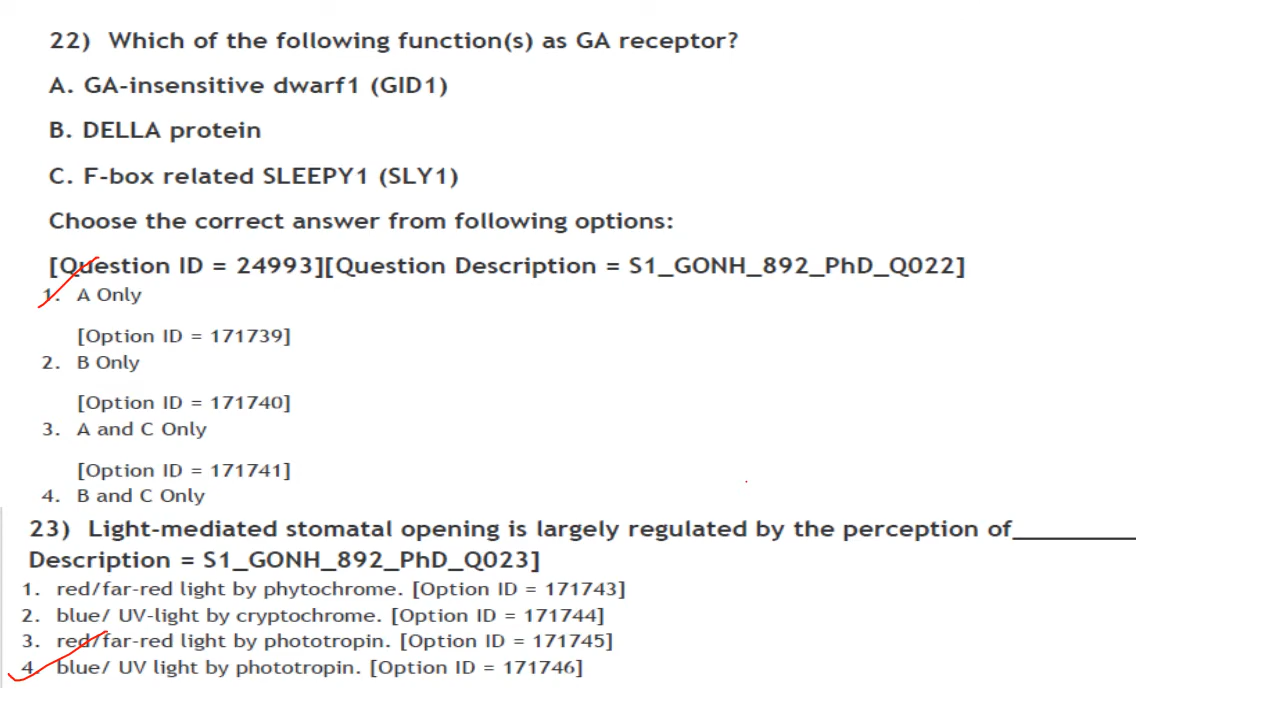 22) Which of the following function(s) as GA receptor?
A. GA-insensitive dwarf1 (GID1)
B. DELLA protein
C. F-box related SLEEPY1 (SLY1)
Choose the correct answer from following options:
[Question ID = 24993][Question Description = S1_GONH_892_PhD_Q022]
1. A Only
[Option ID = 171739]
2. B Only
[Option ID = 171740]
3. A and C Only
[Option ID = 171741]
4. B and C Only
23) Light-mediated stomatal opening is largely regulated by the perception of_________
Description = S1_GONH_892_PhD_Q023]
1. red/far-red light by phytochrome. [Option ID = 171743]
2. blue/ UV-light by cryptochrome. [Option ID = 171744]
3. red/far-red light by phototropin. [Option ID = 171745]
4. blue/ UV light by phototropin. [Option ID = 171746]